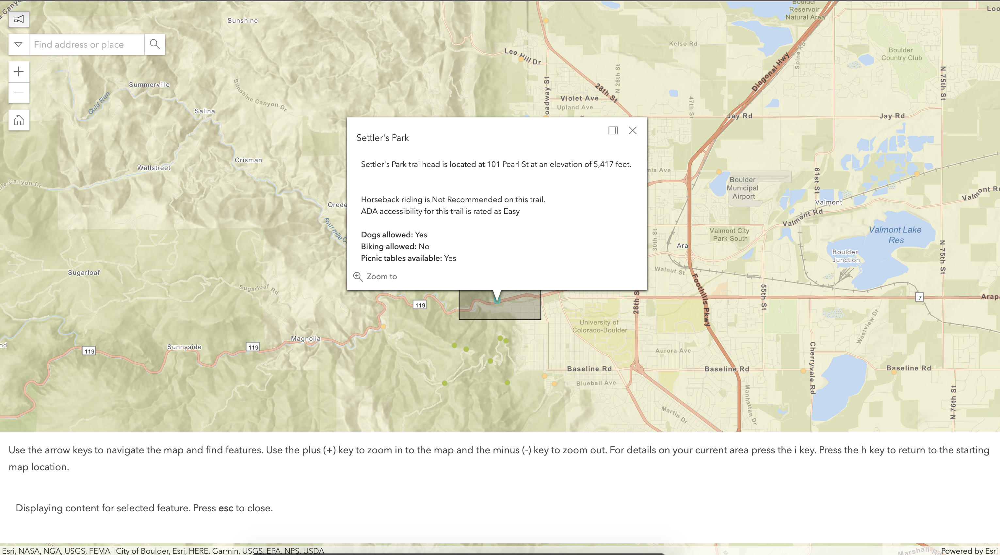 Boulder
Reservoir
Natural Area
Sunshine
Find address or place
Kelso Rd
Spine Rd
Boulder
Country Club
Lee Hill Dr
Diagonal Hwy
N 75th St
N 26th St
28th St
Summerville
Sunshine Canyon Dr
Gold Run
Salina
Violet Ave
Upland Ave
47th St
Jay Rd
Jay Rd
Settler's Park
Settler's Park trailhead is located at 101 Pearl St at an elevation of 5,417 feet.
Horseback riding is Not Recommended on this trail.
ADA accessibility for this trail is rated as Easy
Dogs allowed: Yes
Biking allowed: No
Picnic tables available: Yes
Zoom to
Crisman
Wallstreet
Canyon Dr
Boulder
Municipal
Airport
61st St
Valmont
Valmont Rd
Valmont Rd
Valmont City
Park South
30th St
Ara
Valmont Lake
Res
Boulder
Junction
N 75th St
Walnut St
Foothills Pkwy
55th St
Sugarloaf
Sugarloaf Rd
119
7
28th S
University of
Colorado-Boulder
Westview Dr
Magnolia
Sunnyside
119
119
Aurora Ave
Cherryvale Rd
Baseline Rd
Baseline Rd
Baseline Rd
Bluebell Ave
Manhattan Dr
Martin Dr
N 76th St
Use the arrow keys to navigate the map and find features. Use the plus (+) key to zoom in to the map and the minus (-) key to zoom out. For details on your current area press the i key. Press the h key to return to the starting
map location.
Displaying content for selected feature. Press esc to close.
Esri, NASA, NGA, USGS, FEMA | City of Boulder, Esri, HERE, Garmin, USGS, EPA, NPS, USDA
Marshall Rd
Powered by Esri